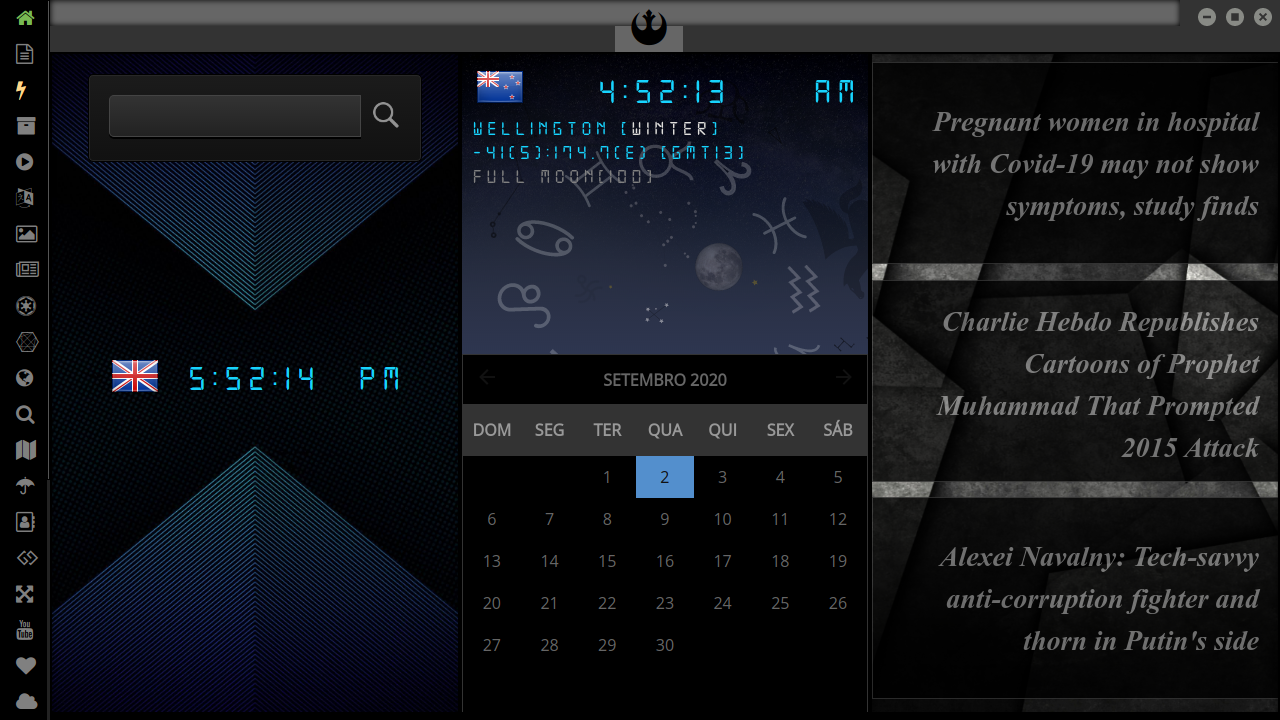 5:52:14 PM
4:52:13 AM
WELLINGTON [WINTER]
-41(S):174.7(E) [GMT13]
FULL MOON[100]
SETEMBRO 2020
DOM SEG TER QUA QUI SEX SÁB
1 2 3 4 5
6 7 8 9 10 11 12
13 14 15 16 17 18 19
20 21 22 23 24 25 26
27 28 29 30
Pregnant women in hospital
with Covid-19 may not show
symptoms, study finds
Charlie Hebdo Republishes
Cartoons of Prophet
Muhammad That Prompted
2015 Attack
Alexei Navalny: Tech-savvy
anti-corruption fighter and
thorn in Putin's side
You
Tube